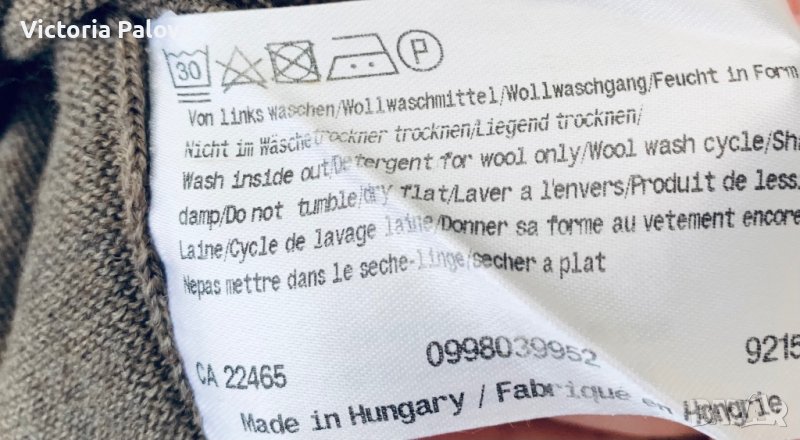 Victoria Palov
30
P
Von links waschen/Wollwaschmittel/Wollwaschgang/Feucht in Form
Nicht im Wäschetrockner trocknen/Liegend trocknen/
Wash inside out/Detergent for wool only/Wool wash cycle/Sha
damp/Do not tumble/dry flat/Laver a l'envers/Produit de less
Laine/Cycle de lavage laine/Donner sa forme au vetement encore
Nepas mettre dans le seche-linge/secher a plat
0998039952
9215
CA 22465
Made in Hungary / Fabrique en Hongrie